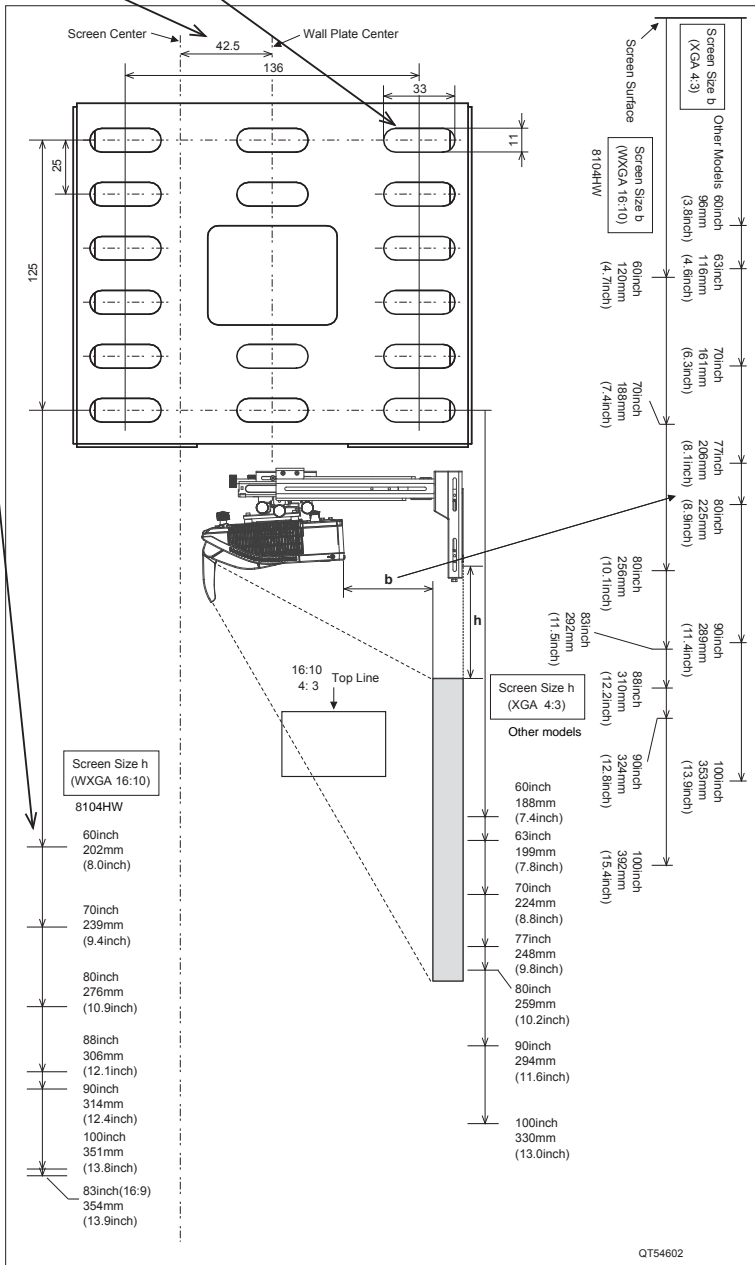 Screen Center
Wall Plate Center
42.5
136
33
11
25
125
Screen Surface
Screen Size b
(XGA 4:3)
Other Models
60inch
96mm
(3.8inch)
63inch
116mm
(4.6inch)
70inch
161mm
(6.3inch)
77inch
206mm
(8.1inch)
80inch
225mm
(8.9inch)
90inch
289mm
(11.4inch)
100inch
353mm
(13.9inch)
Screen Size b
(WXGA 16:10)
8104HW
60inch
120mm
(4.7inch)
70inch
188mm
(7.4inch)
80inch
256mm
(10.1inch)
83inch
292mm
(11.5inch)
88inch
310mm
(12.2inch)
90inch
324mm
(12.8inch)
100inch
392mm
(15.4inch)
b
h
16:10
4: 3
Top Line
Screen Size h
(XGA 4:3)
Other models
60inch
188mm
(7.4inch)
63inch
199mm
(7.8inch)
70inch
224mm
(8.8inch)
77inch
248mm
(9.8inch)
80inch
259mm
(10.2inch)
90inch
294mm
(11.6inch)
100inch
330mm
(13.0inch)
Screen Size h
(WXGA 16:10)
8104HW
60inch
202mm
(8.0inch)
70inch
239mm
(9.4inch)
80inch
276mm
(10.9inch)
88inch
306mm
(12.1inch)
90inch
314mm
(12.4inch)
100inch
351mm
(13.8inch)
83inch(16:9)
354mm
(13.9inch)
QT54602